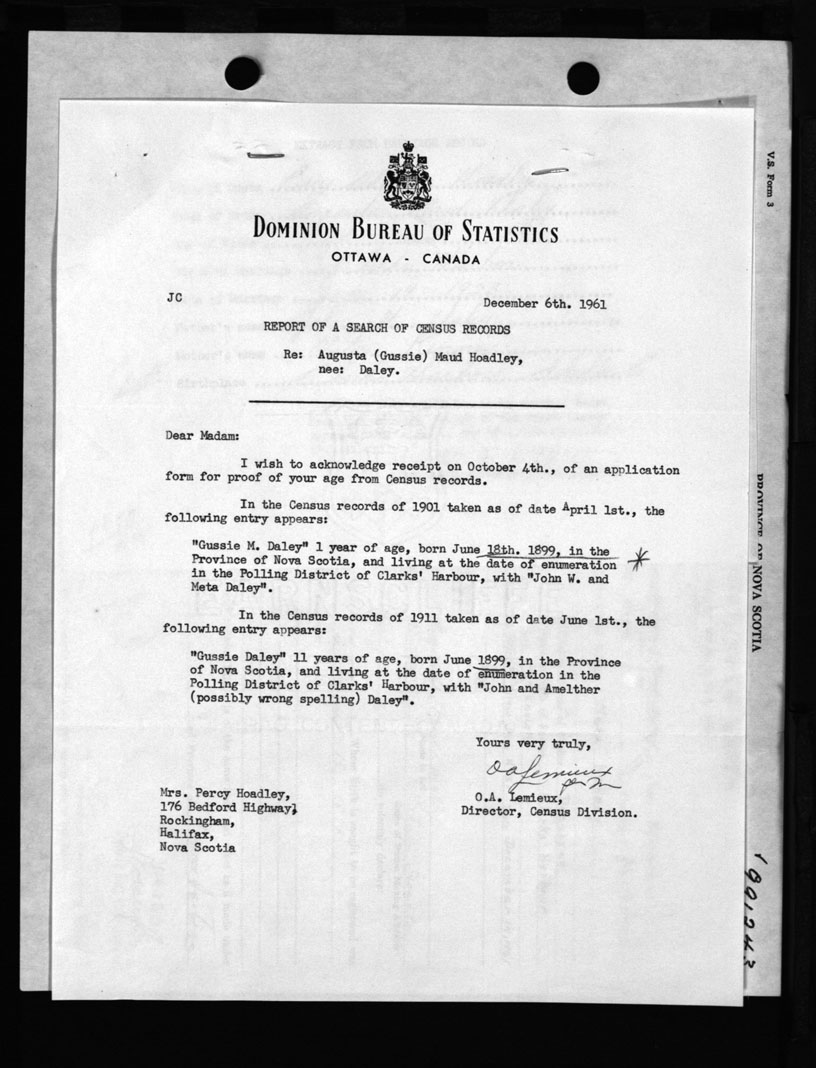 V.S. Form 3
DOMINION BUREAU OF STATISTICS
OTTAWA - CANADA
JC
December 6th. 1961
REPORT OF A SEARCH OF CENSUS RECORDS
Re: Augusta (Gussie) Maud Hoadley,
nee: Daley.
Dear Madam:
I wish to acknowledge receipt on October 4th., of an application
form for proof of your age from Census records.
In the Census records of 1901 taken as of date April 1st., the
following entry appears:
"Gussie M. Daley" 1 year of age, born June 18th. 1899, in the
Province of Nova Scotia, and living at the date of enumeration
in the Polling District of Clarks' Harbour, with "John W. and
Meta Daley".
In the Census records of 1911 taken as of date June 1st., the
following entry appears:
"Gussie Daley" 11 years of age, born June 1899, in the Province
of Nova Scotia, and living at the date of enumeration in the
Polling District of Clarks' Harbour, with "John and Amelther
(possibly wrong spelling) Daley".
Yours very truly,
O A Lemieux
O.A. Lemieux,
Director, Census Division.
Mrs. Percy Hoadley,
176 Bedford Highway,
Rockingham,
Halifax,
Nova Scotia
PROVINCE OF NOVA SCOTIA